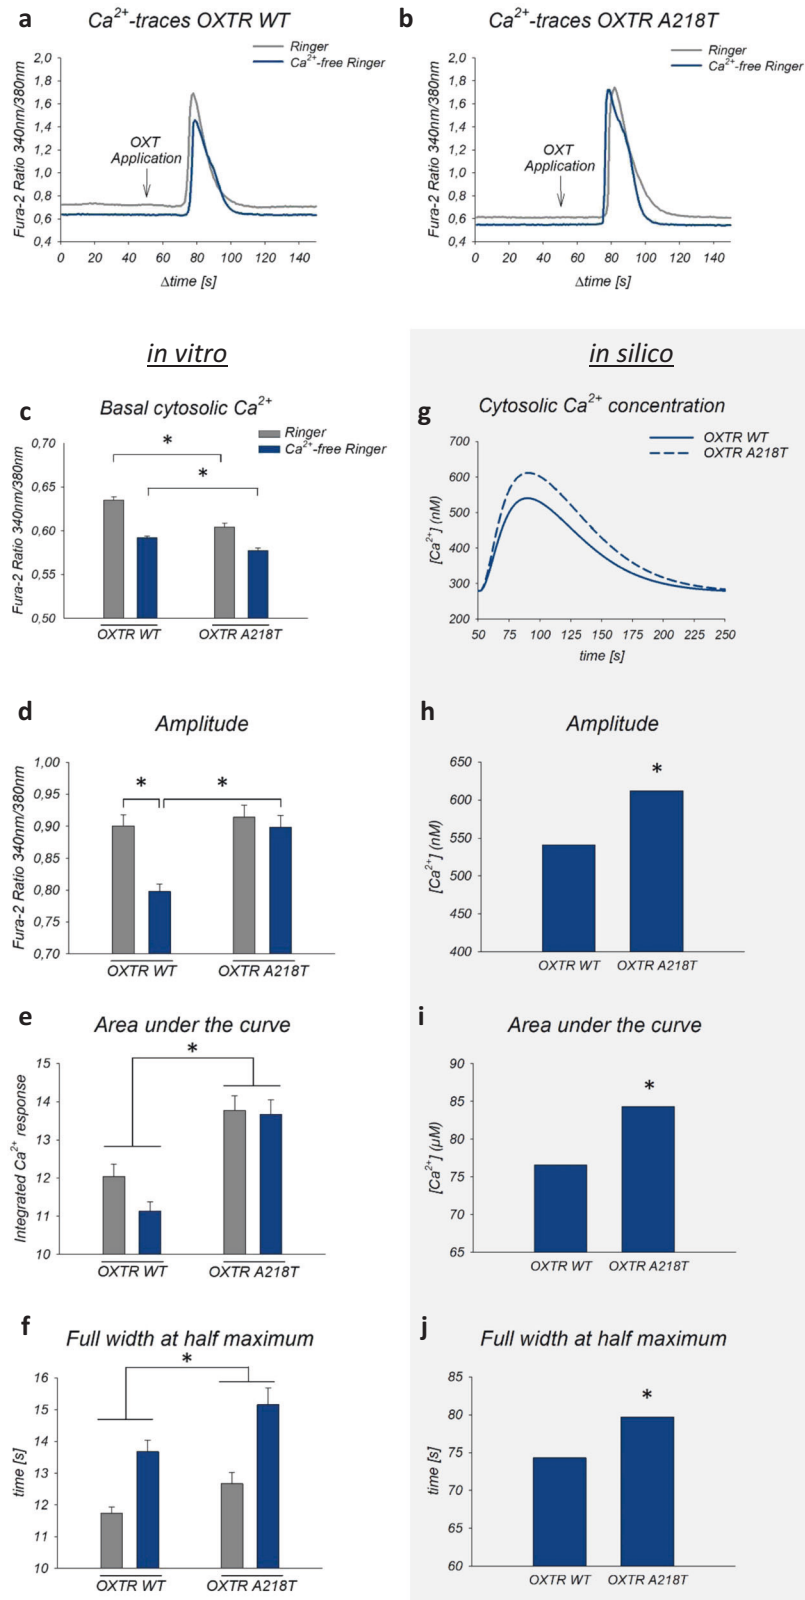 a
Ca²⁺-traces OXTR WT
Ringer
Ca²⁺-free Ringer
Fura-2 Ratio 340nm/380nm
2,0
1,8
1,6
1,4
1,2
1,0
0,8
0,6
0,4
OXT
Application
0 20 40 60 80 100 120 140
Δtime [s]
b
Ca²⁺-traces OXTR A218T
Ringer
Ca²⁺-free Ringer
Fura-2 Ratio 340nm/380nm
2,0
1,8
1,6
1,4
1,2
1,0
0,8
0,6
0,4
OXT
Application
0 20 40 60 80 100 120 140
Δtime [s]
in vitro
in silico
c
Basal cytosolic Ca²⁺
Ringer
Ca²⁺-free Ringer
Fura-2 Ratio 340nm/380nm
0,70
0,65
0,60
0,55
0,50
*
*
OXTR WT OXTR A218T
g
Cytosolic Ca²⁺ concentration
OXTR WT
OXTR A218T
[Ca²⁺] (nM)
700
600
500
400
300
200
50 75 100 125 150 175 200 225 250
time [s]
d
Amplitude
Fura-2 Ratio 340nm/380nm
1,00
0,95
0,90
0,85
0,80
0,75
0,70
* *
OXTR WT OXTR A218T
h
Amplitude
[Ca²⁺] (nM)
650
600
550
500
450
400
*
OXTR WT OXTR A218T
e
Area under the curve
Integrated Ca²⁺ response
15
14
13
12
11
10
*
OXTR WT OXTR A218T
i
Area under the curve
[Ca²⁺] (µM)
90
85
80
75
70
65
*
OXTR WT OXTR A218T
f
Full width at half maximum
time [s]
16
15
14
13
12
11
10
*
OXTR WT OXTR A218T
j
Full width at half maximum
time [s]
85
80
75
70
65
60
*
OXTR WT OXTR A218T